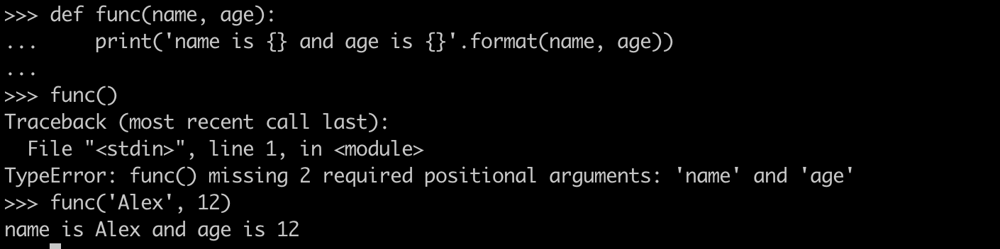 >>> def func(name, age):
...     print('name is {} and age is {}'.format(name, age))
...
>>> func()
Traceback (most recent call last):
  File "<stdin>", line 1, in <module>
TypeError: func() missing 2 required positional arguments: 'name' and 'age'
>>> func('Alex', 12)
name is Alex and age is 12